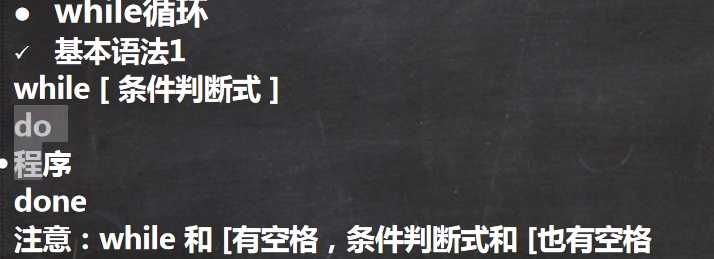 ● while循环
✓ 基本语法1
while [ 条件判断式 ]
do
• 程序
done
注意：while 和 [有空格，条件判断式和 [也有空格